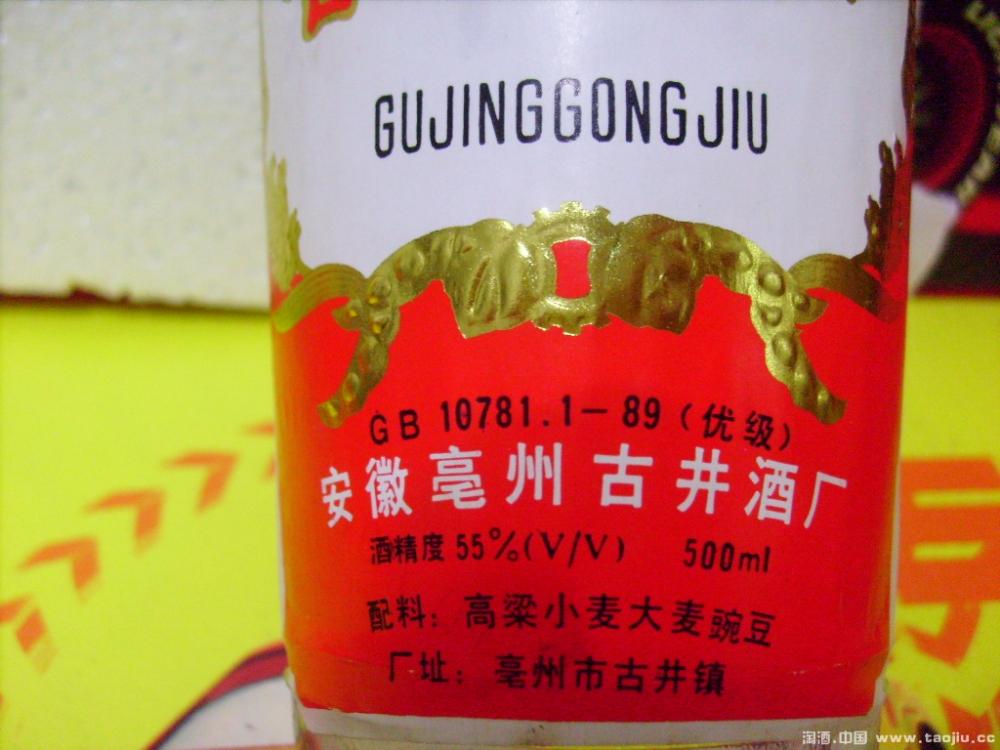 GUJINGGONGJIU
GB 10781.1—89（优级）
安徽亳州古井酒厂
酒精度 55%(V/V) 500ml
配料：高粱小麦大麦豌豆
厂址：亳州市古井镇
淘酒.中国 www.taojiu.cc